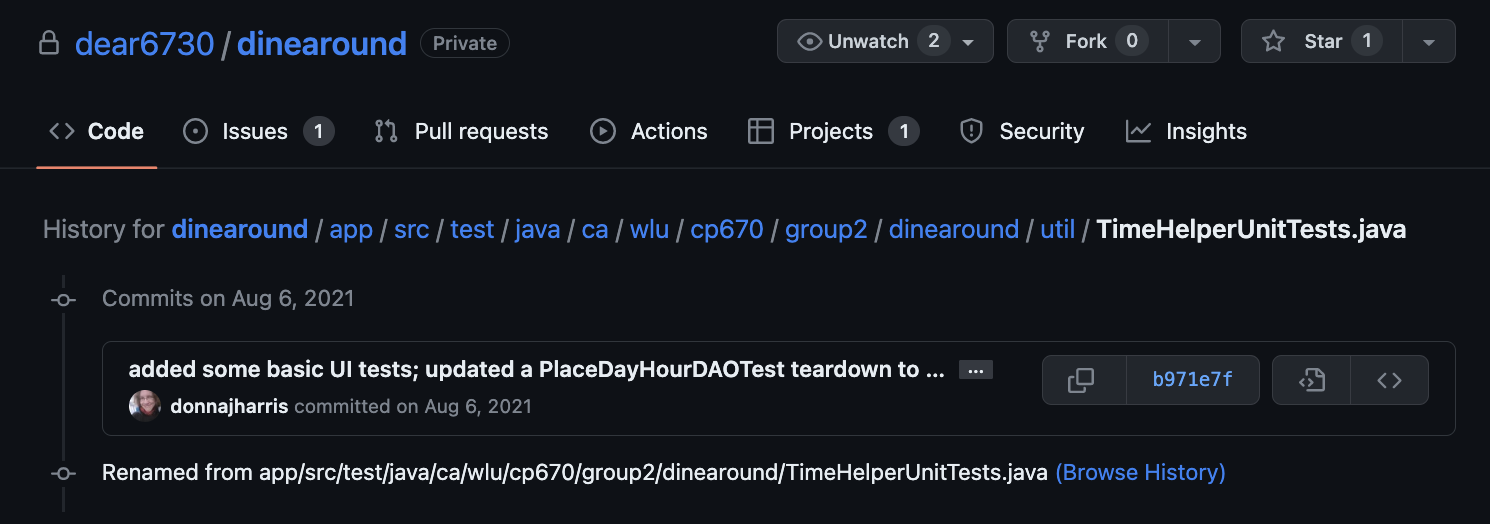 dear6730/dinearound Private Unwatch 2 Fork 0 Star 1
Code Issues 1 Pull requests Actions Projects 1 Security Insights
History for dinearound / app / src / test / java / ca / wlu / cp670 / group2 / dinearound / util / TimeHelperUnitTests.java
Commits on Aug 6, 2021
added some basic UI tests; updated a PlaceDayHourDAOTest teardown to ... ...
b971e7f
donnajharris committed on Aug 6, 2021
Renamed from app/src/test/java/ca/wlu/cp670/group2/dinearound/TimeHelperUnitTests.java (Browse History)